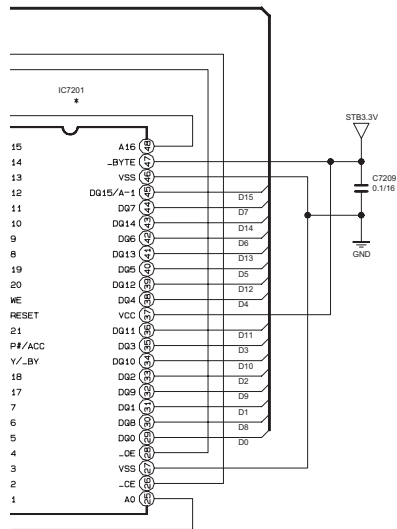 IC7201
*
STB3.3V
15 A16 48
14 _BYTE 47
13 VSS 46
C7209
0.1/16
12 DQ15/A-1 45 D15
11 DQ7 44 D7
10 DQ14 43 D14
9 DQ6 42 D6
8 DQ13 41 D13
GND
19 DQ5 40 D5
20 DQ12 39 D12
WE DQ4 38 D4
RESET VCC 37
21 DQ11 36 D11
P#/ACC DQ3 35 D3
Y/_BY DQ10 34 D10
18 DQ2 33 D2
17 DQ9 32 D9
7 DQ1 31 D1
6 DQ8 30 D8
5 DQ0 29 D0
4 _OE 28
3 VSS 27
2 _CE 26
1 A0 25